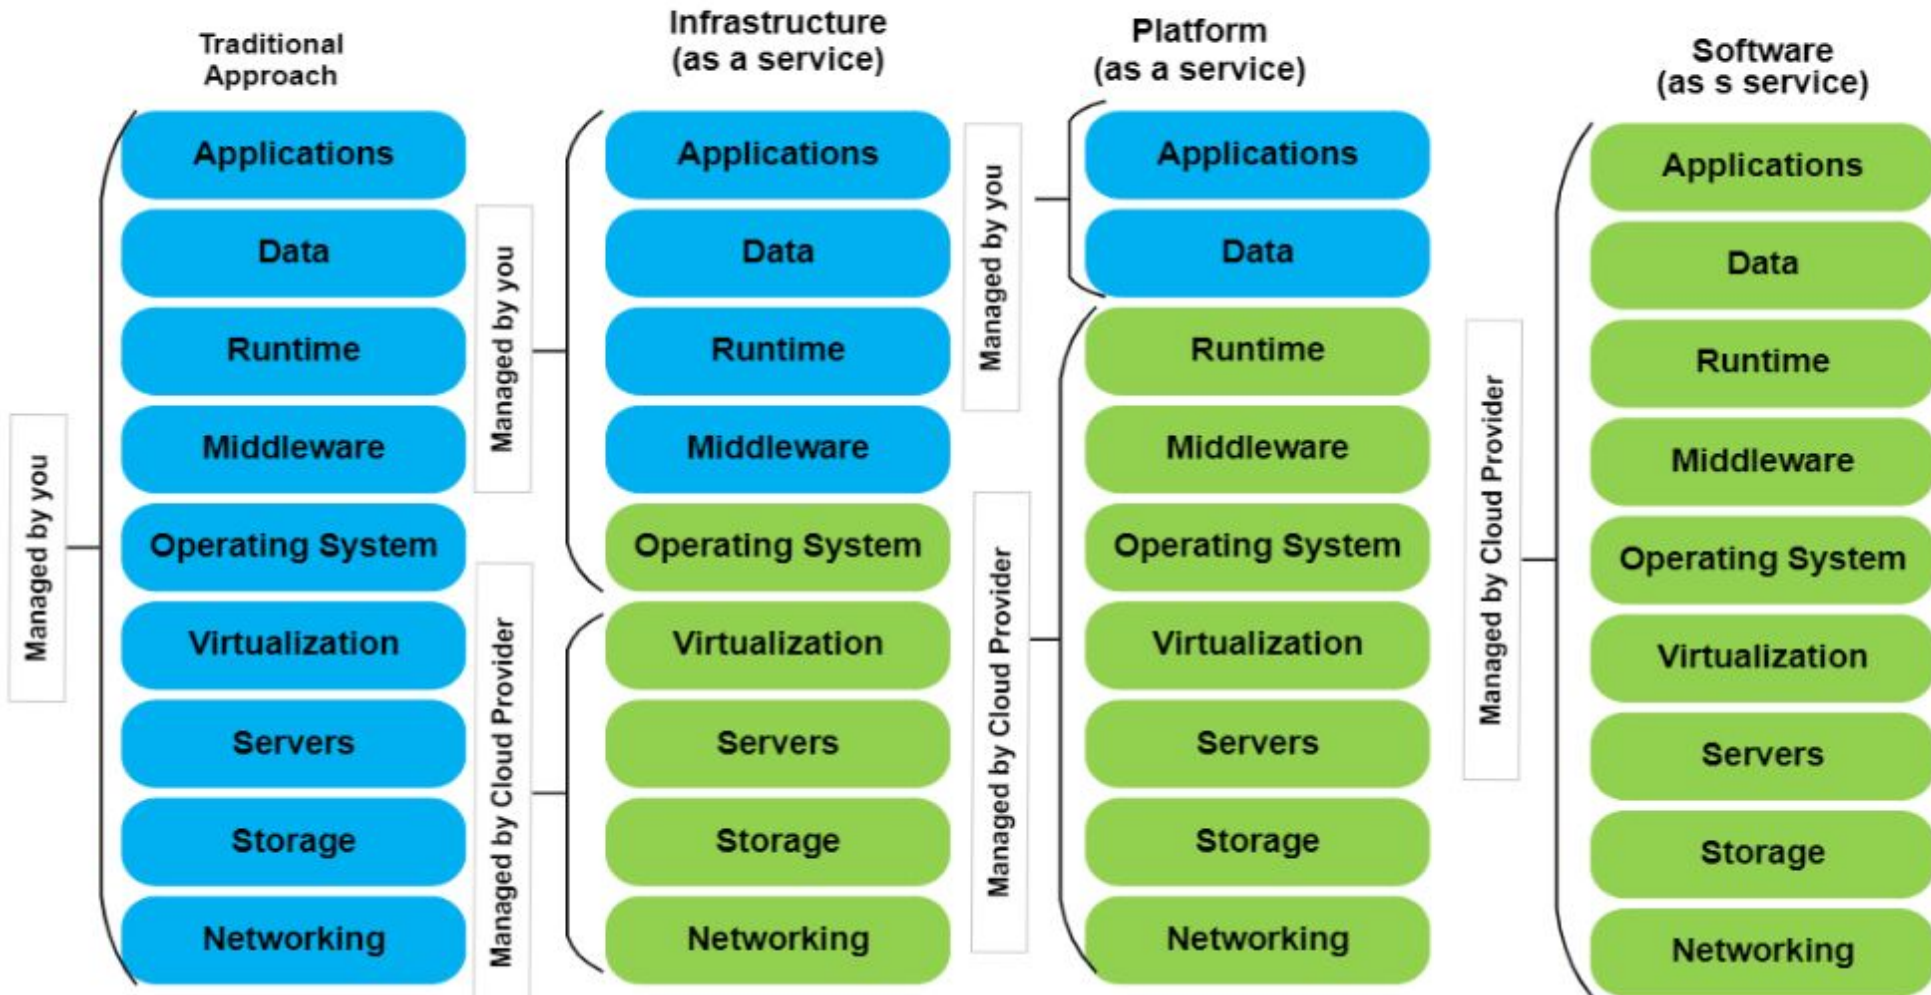 Traditional
Approach
Managed by you
Applications
Data
Runtime
Middleware
Operating System
Virtualization
Servers
Storage
Networking
Infrastructure
(as a service)
Managed by you
Managed by Cloud Provider
Applications
Data
Runtime
Middleware
Operating System
Virtualization
Servers
Storage
Networking
Platform
(as a service)
Managed by you
Managed by Cloud Provider
Applications
Data
Runtime
Middleware
Operating System
Virtualization
Servers
Storage
Networking
Software
(as s service)
Managed by Cloud Provider
Applications
Data
Runtime
Middleware
Operating System
Virtualization
Servers
Storage
Networking